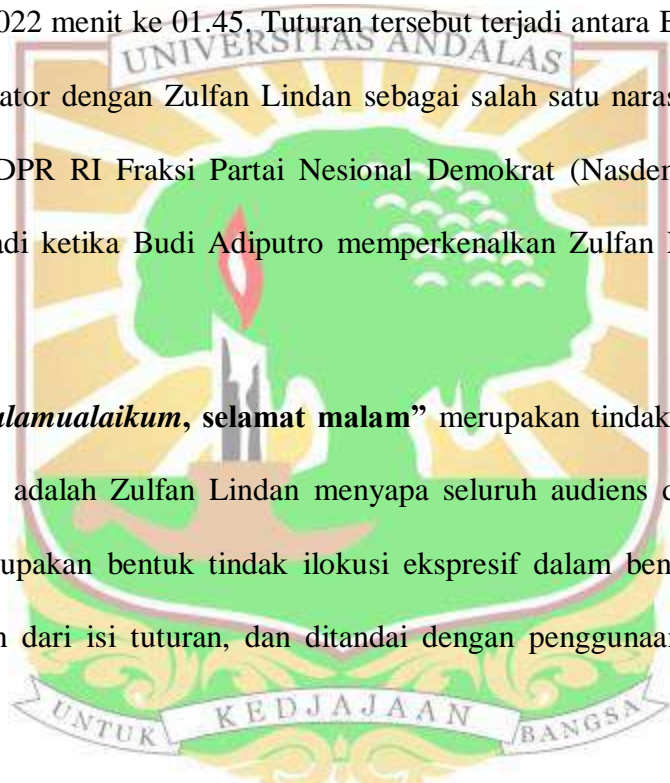 022 menit ke 01.45. Tuturan tersebut terjadi antara B
UNIVERSITAS ANDALAS
ator dengan Zulfan Lindan sebagai salah satu naras
DPR RI Fraksi Partai Nesional Demokrat (Nasden
adi ketika Budi Adiputro memperkenalkan Zulfan
alamualaikum, selamat malam” merupakan tindak
adalah Zulfan Lindan menyapa seluruh audiens
upakan bentuk tindak ilokusi ekspresif dalam ben
n dari isi tuturan, dan ditandai dengan penggunaan
UNTUK KEDJAJAAN BANGSA